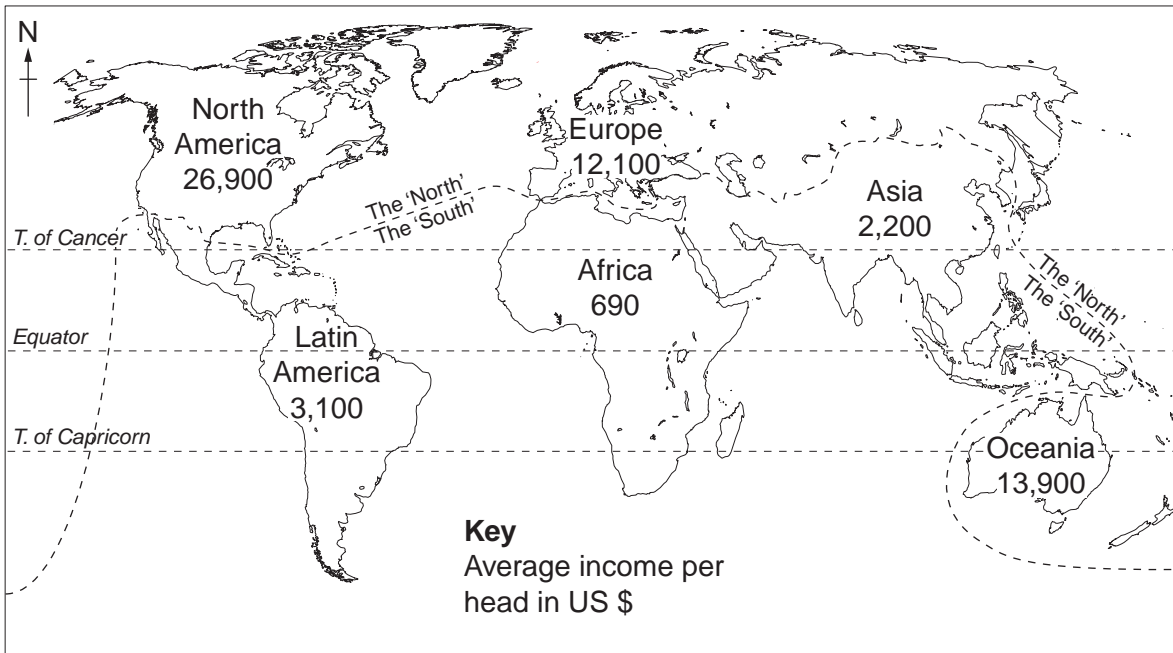 N
North
America
26,900
Europe
12,100
Asia
2,200
The 'North'
The 'South'
T. of Cancer
Africa
690
The 'North'
The 'South'
Equator
Latin
America
3,100
T. of Capricorn
Oceania
13,900
Key
Average income per
head in US $